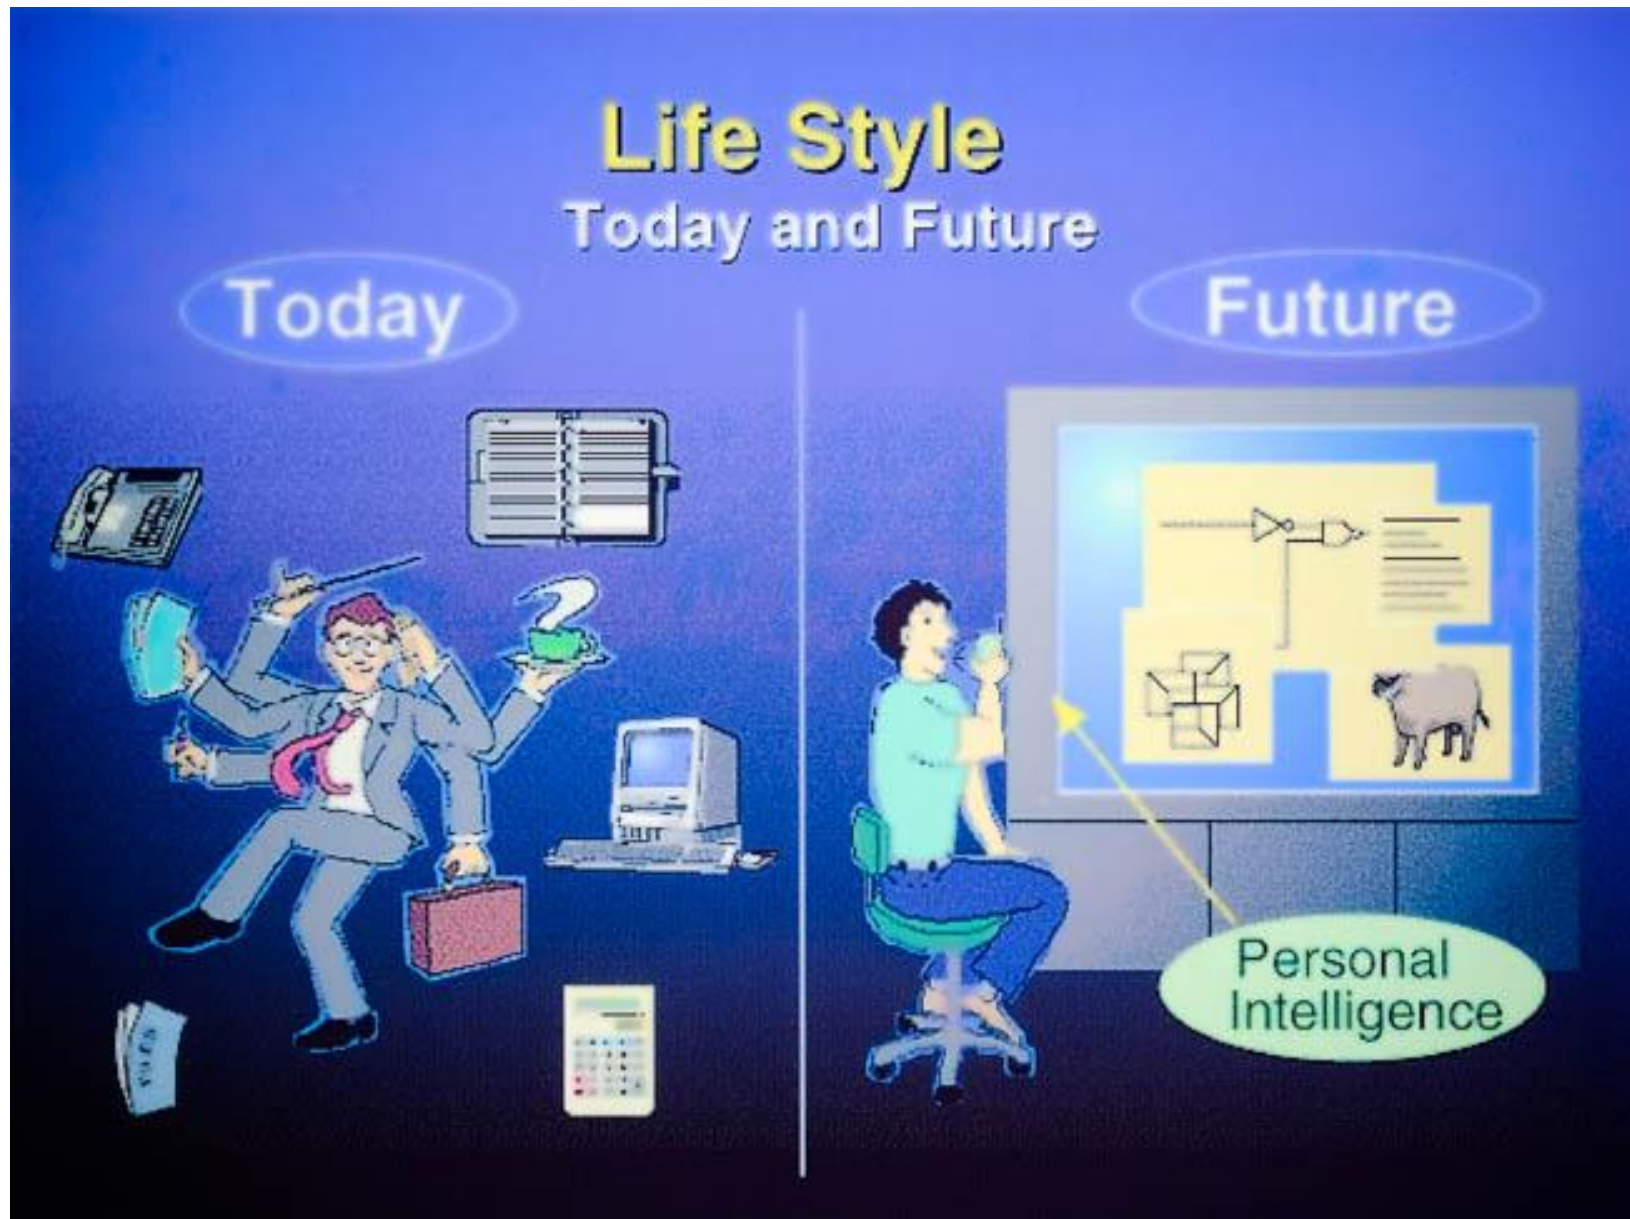 Life Style
Today and Future
Today
Future
Personal
Intelligence